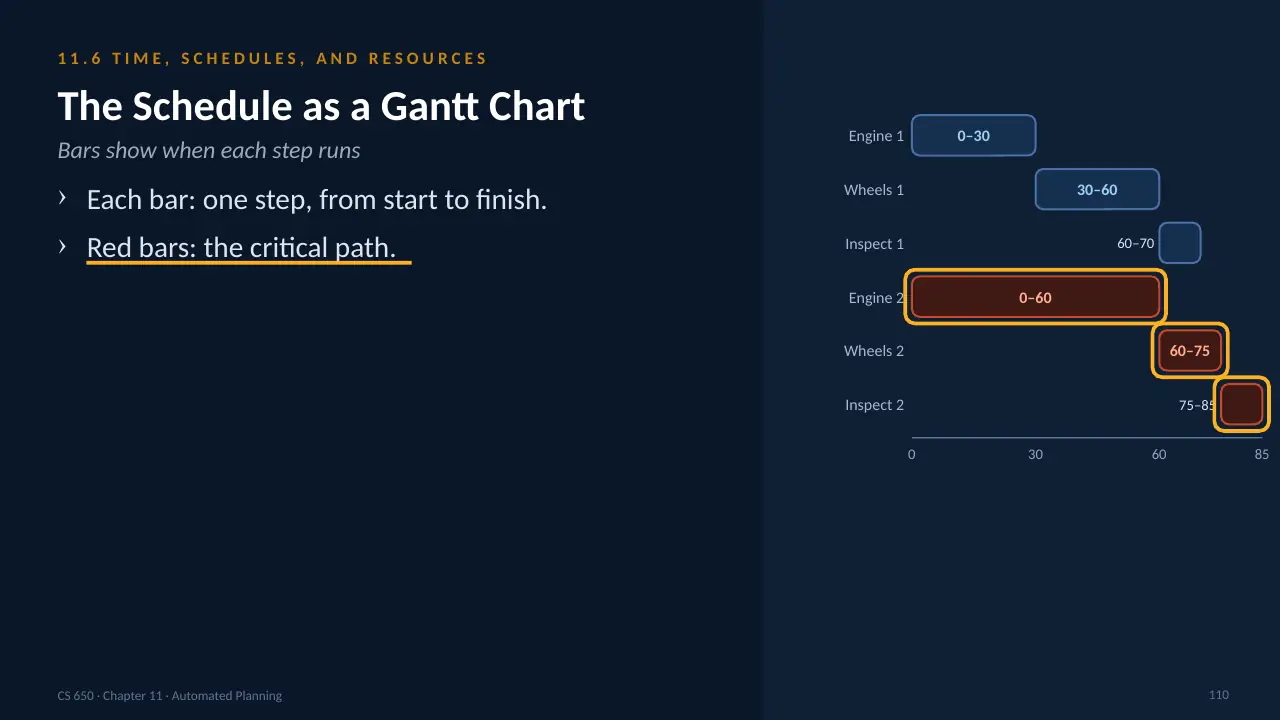 11.6 TIME, SCHEDULES, AND RESOURCES
The Schedule as a Gantt Chart
Bars show when each step runs
› Each bar: one step, from start to finish.
› Red bars: the critical path.
Engine 1 0–30
Wheels 1 30–60
Inspect 1 60–70
Engine 2 0–60
Wheels 2 60–75
Inspect 2 75–85
0 30 60 85
CS 650 · Chapter 11 · Automated Planning
110